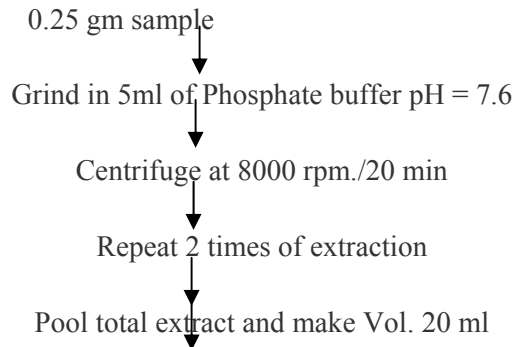 0.25 gm sample
Grind in 5ml of Phosphate buffer pH = 7.6
Centrifuge at 8000 rpm./20 min
Repeat 2 times of extraction
Pool total extract and make Vol. 20 ml